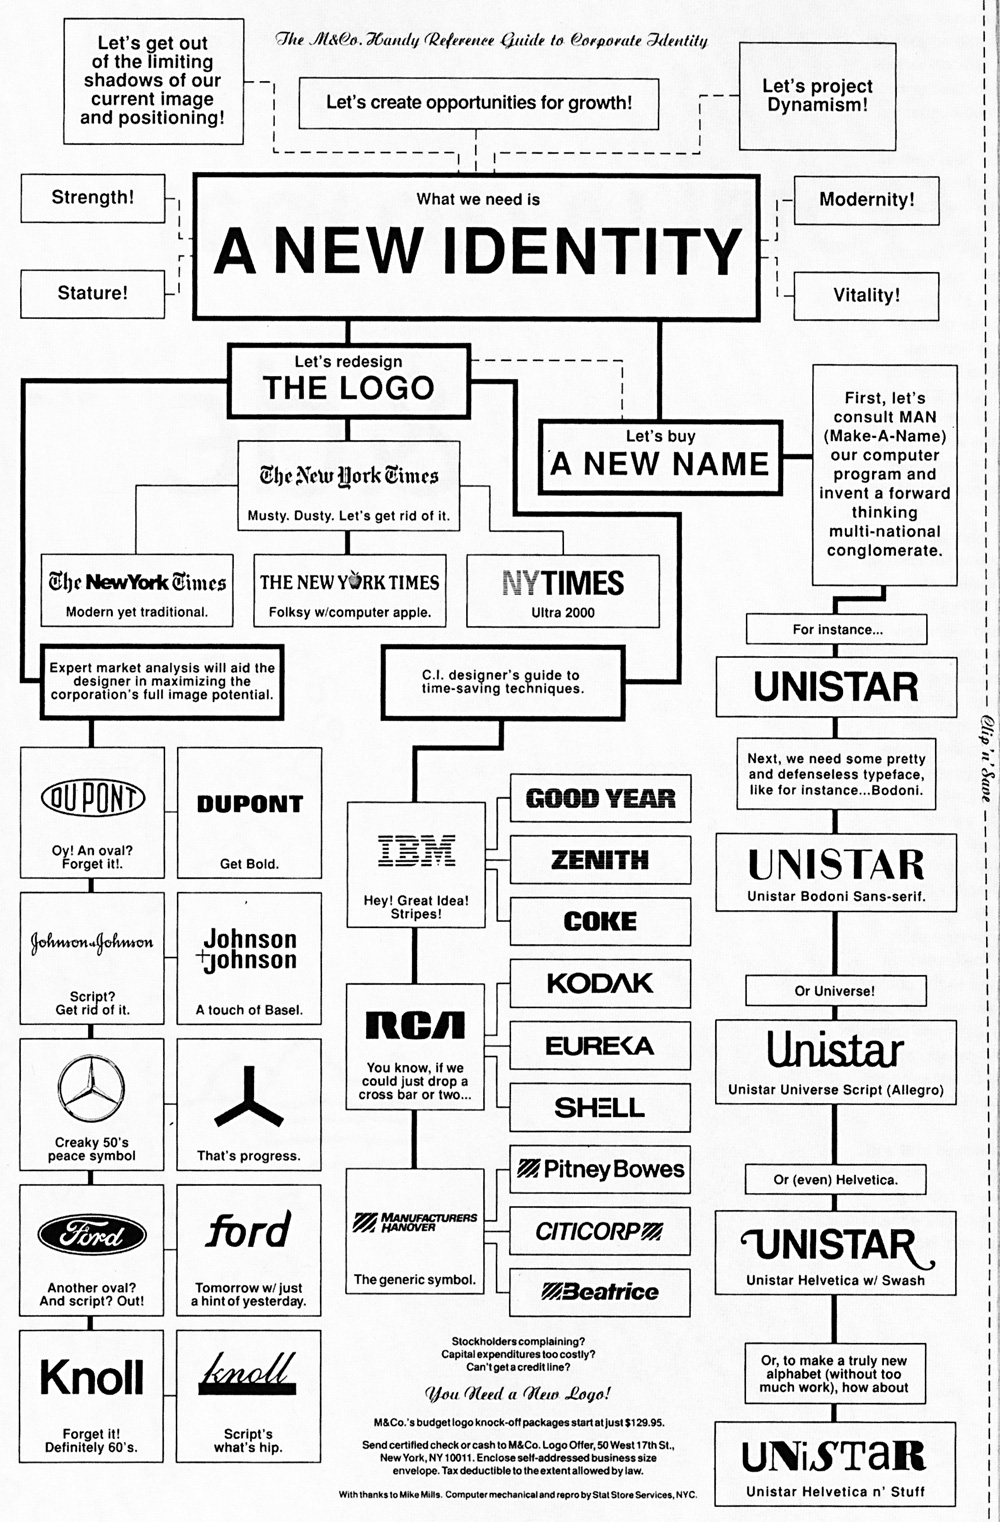 The M&Co. Handy Reference Guide to Corporate Identity
Let's get out
of the limiting
shadows of our
current image
and positioning!
Let's create opportunities for growth!
Let's project
Dynamism!
Strength!
Stature!
What we need is
A NEW IDENTITY
Modernity!
Vitality!
Let's redesign
THE LOGO
Let's buy
A NEW NAME
First, let's
consult MAN
(Make-A-Name)
our computer
program and
invent a forward
thinking
multi-national
conglomerate.
The New York Times
Musty. Dusty. Let's get rid of it.
The New York Times
Modern yet traditional.
THE NEW YORK TIMES
Folksy w/computer apple.
NYTIMES
Ultra 2000
Expert market analysis will aid the
designer in maximizing the
corporation's full image potential.
DU PONT
Oy! An oval?
Forget it!.
DUPONT
Get Bold.
Johnson & Johnson
Script?
Get rid of it.
Johnson
+johnson
A touch of Basel.
Creaky 50's
peace symbol
That's progress.
Ford
Another oval?
And script? Out!
ford
Tomorrow w/ just
a hint of yesterday.
Knoll
Forget it!
Definitely 60's.
knoll
Script's
what's hip.
C.I. designer's guide to
time-saving techniques.
IBM
Hey! Great Idea!
Stripes!
GOOD YEAR
ZENITH
COKE
RCA
You know, if we
could just drop a
cross bar or two...
KODAK
EUREKA
SHELL
MANUFACTURERS
HANOVER
The generic symbol.
Pitney Bowes
CITICORP
Beatrice
Stockholders complaining?
Capital expenditures too costly?
Can't get a credit line?
You Need a New Logo!
M&Co.'s budget logo knock-off packages start at just $129.95.
Send certified check or cash to M&Co. Logo Offer, 50 West 17th St.,
New York, NY 10011. Enclose self-addressed business size
envelope. Tax deductible to the extent allowed by law.
With thanks to Mike Mills. Computer mechanical and repro by Stat Store Services, NYC.
For instance...
UNISTAR
Next, we need some pretty
and defenseless typeface,
like for instance...Bodoni.
UNISTAR
Unistar Bodoni Sans-serif.
Or Universe!
Unistar
Unistar Universe Script (Allegro)
Or (even) Helvetica.
UNISTAR
Unistar Helvetica w/ Swash
Or, to make a truly new
alphabet (without too
much work), how about
UNiSTaR
Unistar Helvetica n' Stuff
Clip 'n' Save